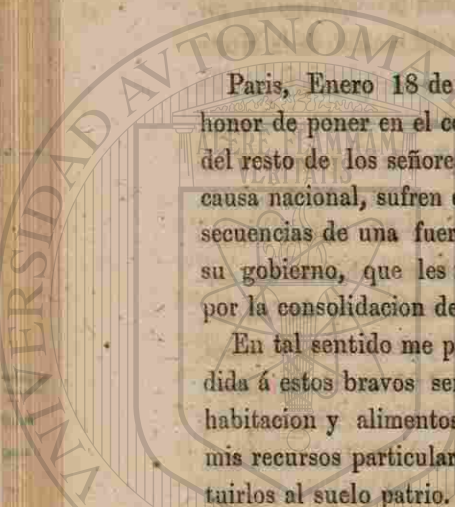 Paris, Enero 18 de
honor de poner en el c
del resto de los señore
causa nacional, sufren
secuencias de una fuer
su gobierno, que les
por la consolidacion de
En tal sentido me p
dida á estos bravos se
habitacion y alimentos
mis recursos particular
tuirlos al suelo patrio.